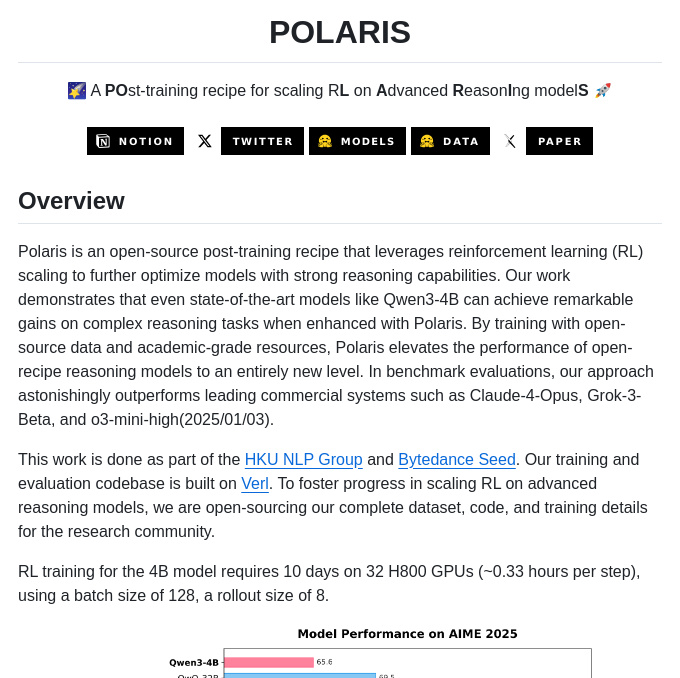 POLARIS
🌠 A POst-training recipe for scaling RL on Advanced ReasonIng modelS 🚀
NOTION TWITTER MODELS DATA PAPER
Overview
Polaris is an open-source post-training recipe that leverages reinforcement learning (RL)
scaling to further optimize models with strong reasoning capabilities. Our work
demonstrates that even state-of-the-art models like Qwen3-4B can achieve remarkable
gains on complex reasoning tasks when enhanced with Polaris. By training with open-
source data and academic-grade resources, Polaris elevates the performance of open-
recipe reasoning models to an entirely new level. In benchmark evaluations, our approach
astonishingly outperforms leading commercial systems such as Claude-4-Opus, Grok-3-
Beta, and o3-mini-high(2025/01/03).
This work is done as part of the HKU NLP Group and Bytedance Seed. Our training and
evaluation codebase is built on Verl. To foster progress in scaling RL on advanced
reasoning models, we are open-sourcing our complete dataset, code, and training details
for the research community.
RL training for the 4B model requires 10 days on 32 H800 GPUs (~0.33 hours per step),
using a batch size of 128, a rollout size of 8.
Model Performance on AIME 2025
Qwen3-4B 65.6
QwQ-32B 69.5